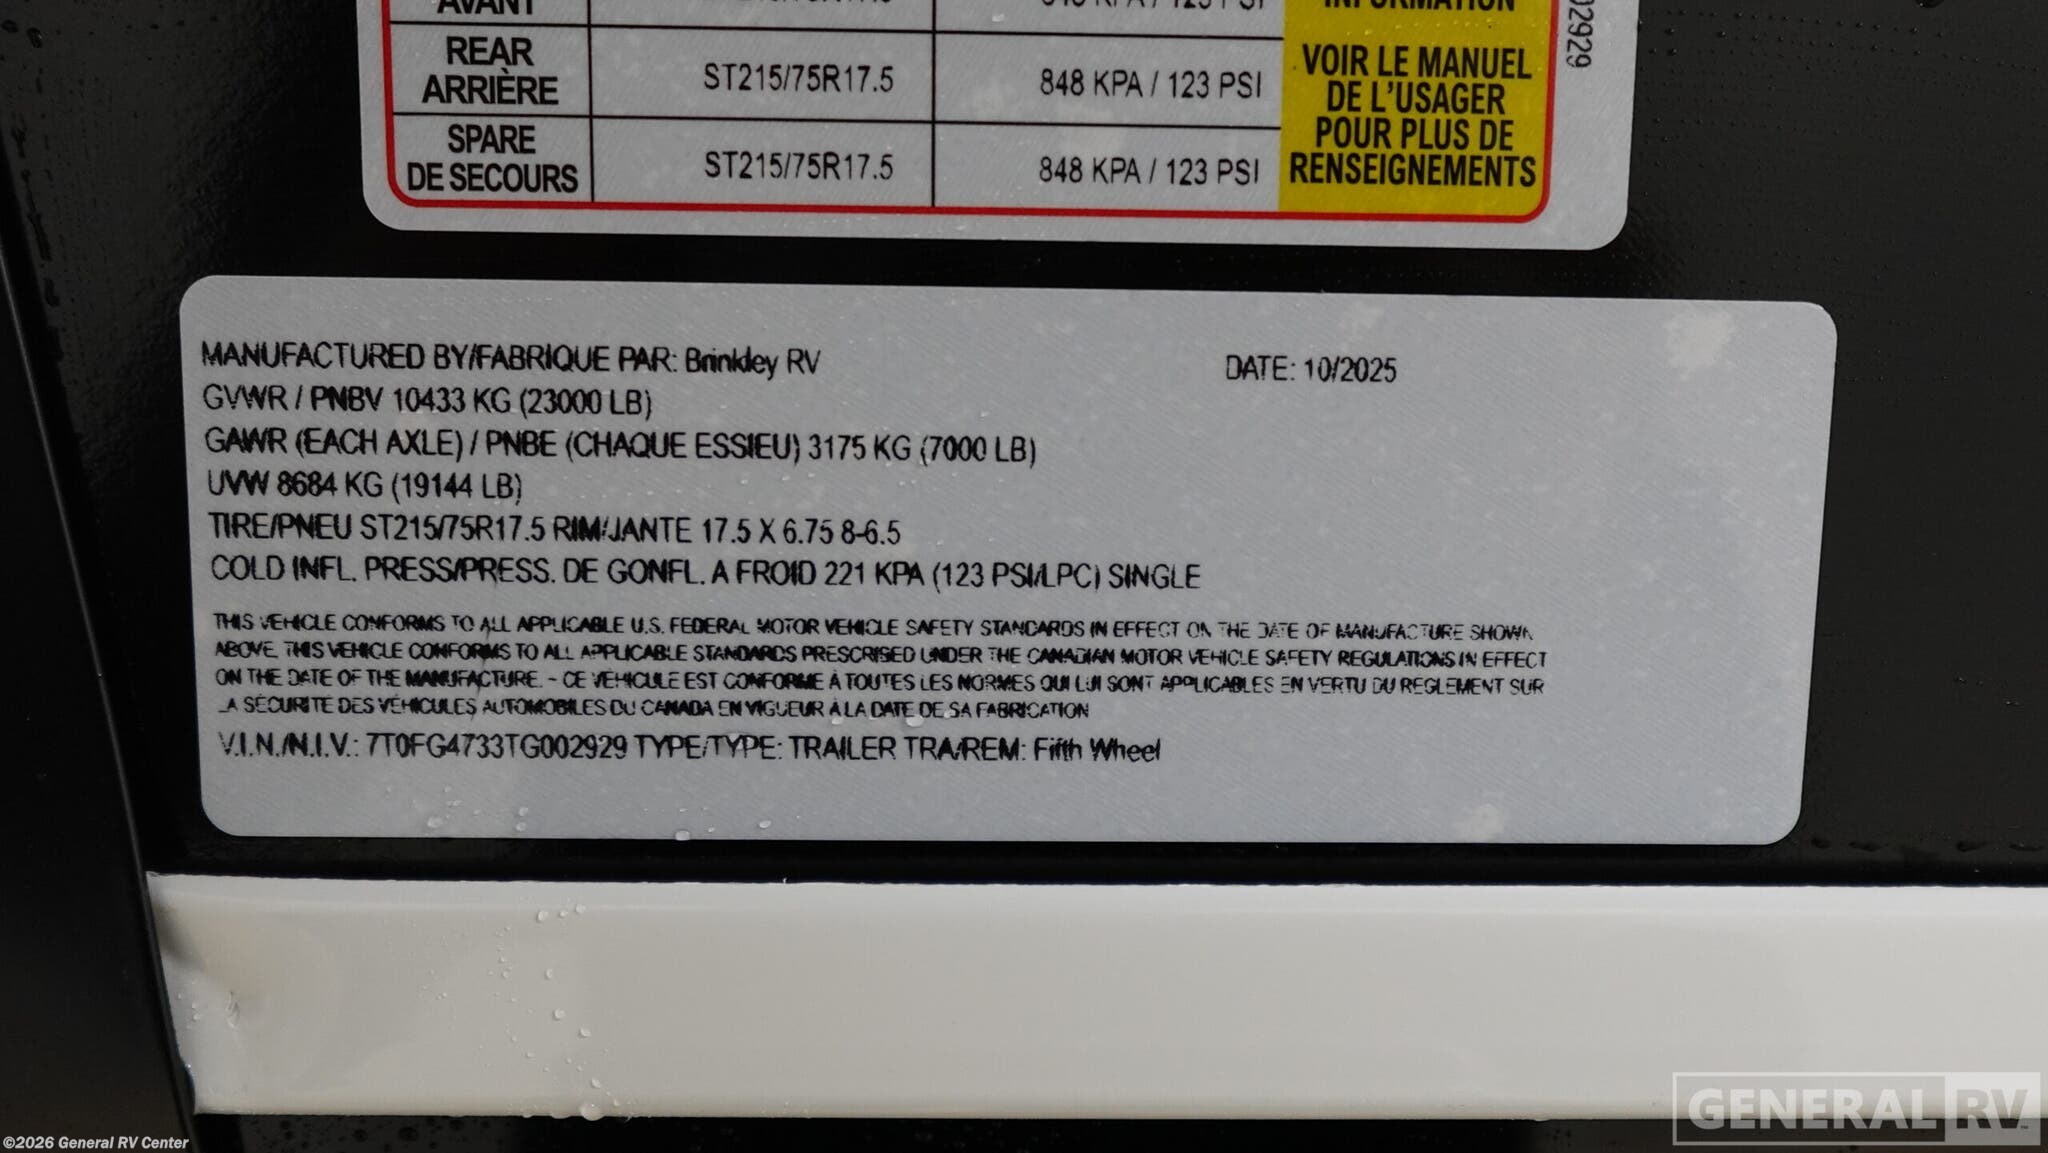 AVANT
848 KPA / 123 PSI
INFORMATION
REAR
ARRIÈRE
ST215/75R17.5
848 KPA / 123 PSI
SPARE
DE SECOURS
ST215/75R17.5
848 KPA / 123 PSI
VOIR LE MANUEL
DE L'USAGER
POUR PLUS DE
RENSEIGNEMENTS
02929
MANUFACTURED BY/FABRIQUE PAR: Brinkley RV
DATE: 10/2025
GVWR / PNBV 10433 KG (23000 LB)
GAWR (EACH AXLE) / PNBE (CHAQUE ESSIEU) 3175 KG (7000 LB)
UVW 8684 KG (19144 LB)
TIRE/PNEU ST215/75R17.5 RIM/JANTE 17.5 X 6.75 8-6.5
COLD INFL. PRESS/PRESS. DE GONFL. A FROID 221 KPA (123 PSI/LPC) SINGLE
THIS VEHICLE CONFORMS TO ALL APPLICABLE U.S. FEDERAL MOTOR VEHICLE SAFETY STANDARDS IN EFFECT ON THE DATE OF MANUFACTURE SHOWN
ABOVE. THIS VEHICLE CONFORMS TO ALL APPLICABLE STANDARDS PRESCRISED UNDER THE CANADIAN MOTOR VEHICLE SAFETY REGULATIONS IN EFFECT
ON THE DATE OF THE MANUFACTURE. - CE VÉHICULE EST CONFORME À TOUTES LES NORMES QUI LUI SONT APPLICABLES EN VERTU DU REGLEMENT SUR
LA SÉCURITE DES VÉHICULES AUTOMOBILES DU CANADA EN VIGUEUR À LA DATE DE SA FABRICATION
V.I.N./N.I.V.: 7T0FG4733TG002929 TYPE/TYPE: TRAILER TRA/REM: Fifth Wheel
GENERAL RV
©2026 General RV Center